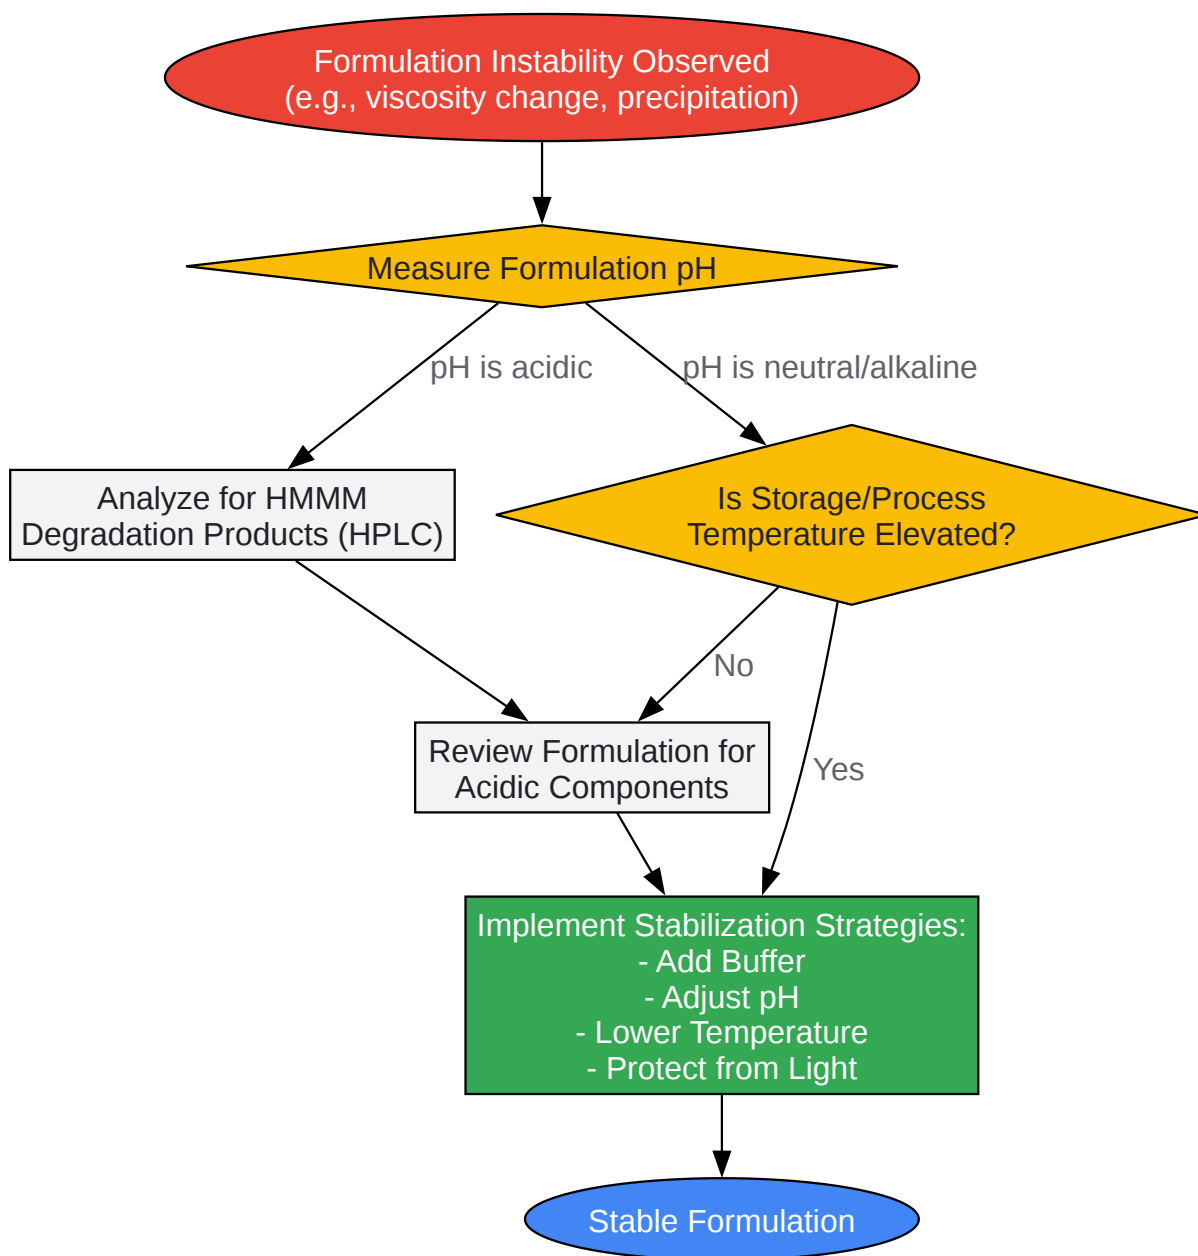 Formulation Instability Observed
(e.g., viscosity change, precipitation)
Measure Formulation pH
pH is acidic
pH is neutral/alkaline
Analyze for HMMM
Degradation Products (HPLC)
Is Storage/Process
Temperature Elevated?
No
Review Formulation for
Acidic Components
Yes
Implement Stabilization Strategies:
- Add Buffer
- Adjust pH
- Lower Temperature
- Protect from Light
Stable Formulation